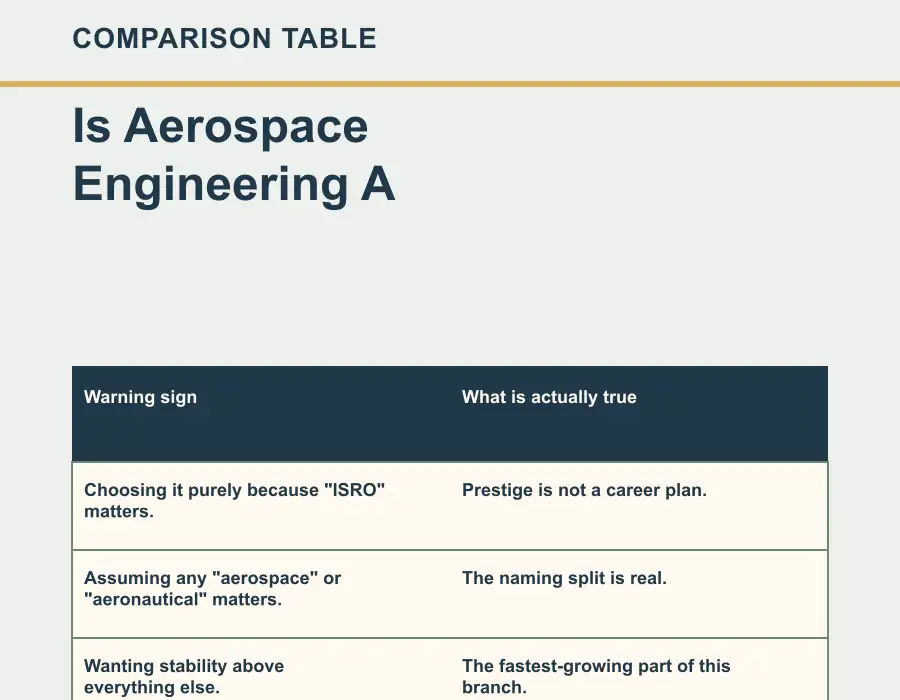 COMPARISON TABLE
Is Aerospace
Engineering A
Warning sign
What is actually true
Choosing it purely because "ISRO"
matters.
Prestige is not a career plan.
Assuming any "aerospace" or
"aeronautical" matters.
The naming split is real.
Wanting stability above
everything else.
The fastest-growing part of this
branch.